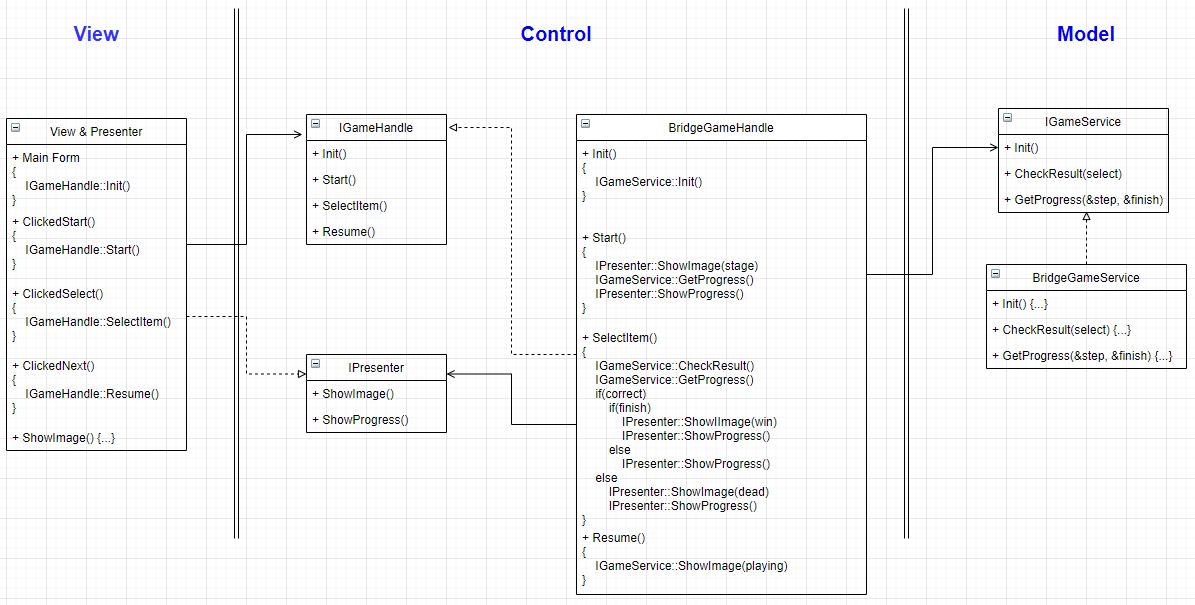 View
Control
Model
View & Presenter
+ Main Form
{
IGameHandle::Init()
}
+ ClickedStart()
{
IGameHandle::Start()
}
+ ClickedSelect()
{
IGameHandle::SelectItem()
}
+ ClickedNext()
{
IGameHandle::Resume()
}
+ ShowImage() {...}
IGameHandle
+ Init()
+ Start()
+ SelectItem()
+ Resume()
IPresenter
+ ShowImage()
+ ShowProgress()
BridgeGameHandle
+ Init()
{
IGameService::Init()
}
+ Start()
{
IPresenter::ShowImage(stage)
IGameService::GetProgress()
IPresenter::ShowProgress()
}
+ SelectItem()
{
IGameService::CheckResult()
IGameService::GetProgress()
if(correct)
if(finish)
IPresenter::ShowIImage(win)
IPresenter::ShowProgress()
else
IPresenter::ShowProgress()
else
IPresenter::ShowImage(dead)
IPresenter::ShowProgress()
}
+ Resume()
{
IGameService::ShowImage(playing)
}
IGameService
+ Init()
+ CheckResult(select)
+ GetProgress(&step, &finish)
BridgeGameService
+ Init() {...}
+ CheckResult(select) {...}
+ GetProgress(&step, &finish) {...}